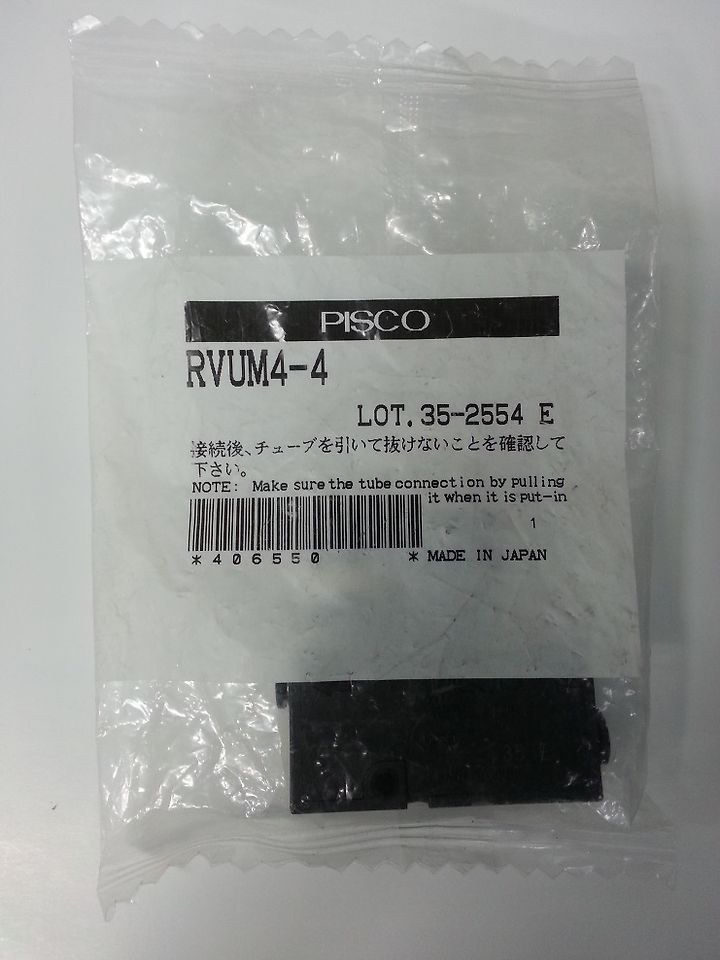 PISCO
RVUM4-4
LOT. 35-2554 E
接続後、チューブを引いて抜けないことを確認して
下さい。
NOTE: Make sure the tube connection by pulling
it when it is put-in
1
*406550 * MADE IN JAPAN
35 E